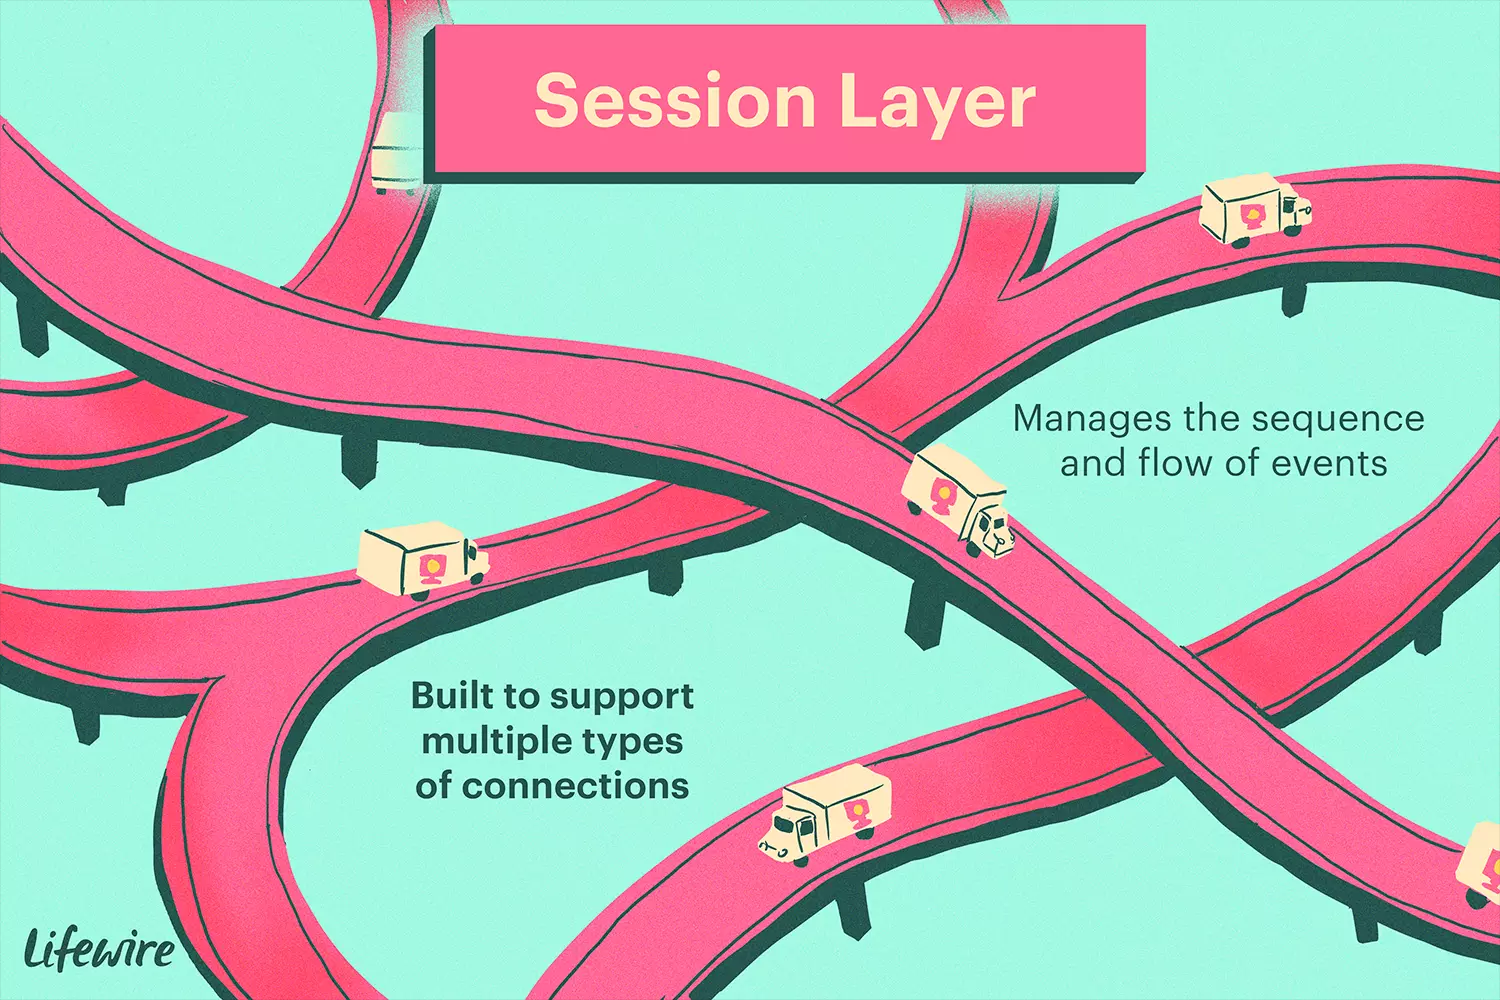 Session Layer
Manages the sequence
and flow of events
Built to support
multiple types
of connections
Lifewire